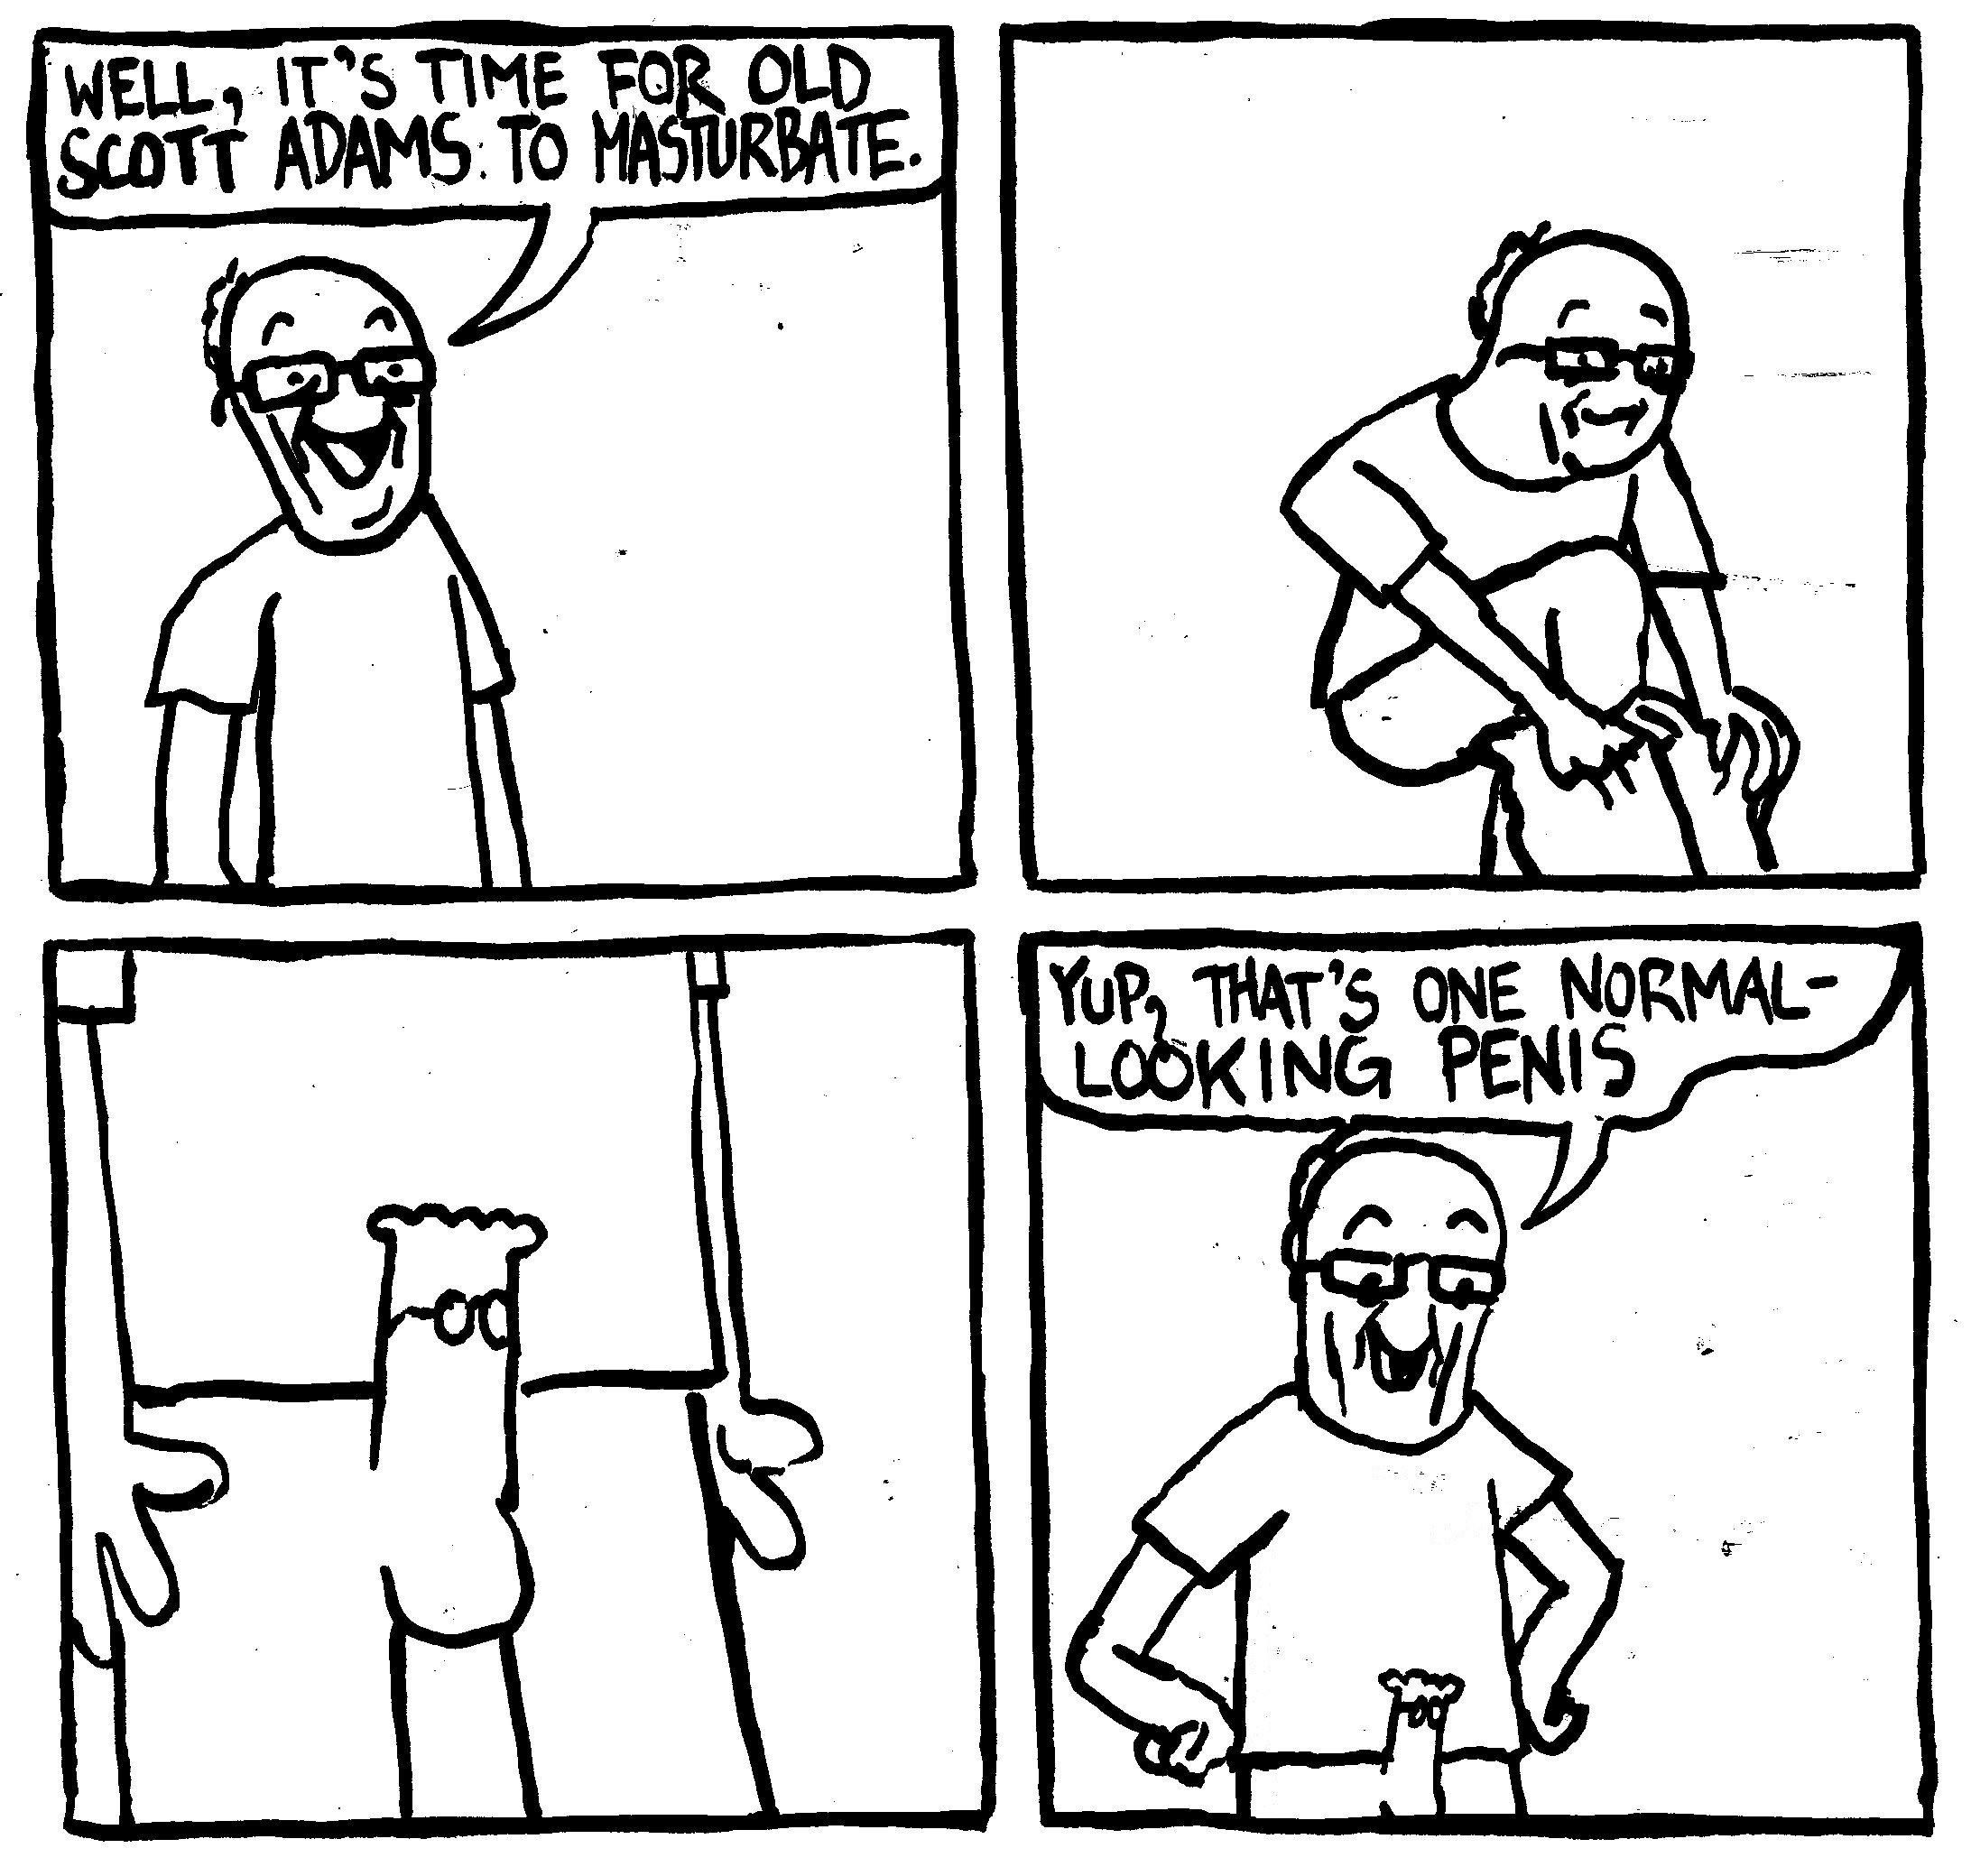 WELL, IT'S TIME FOR OLD
SCOTT ADAMS. TO MASTURBATE.
YUP, THAT'S ONE NORMAL-
LOOKING PENIS